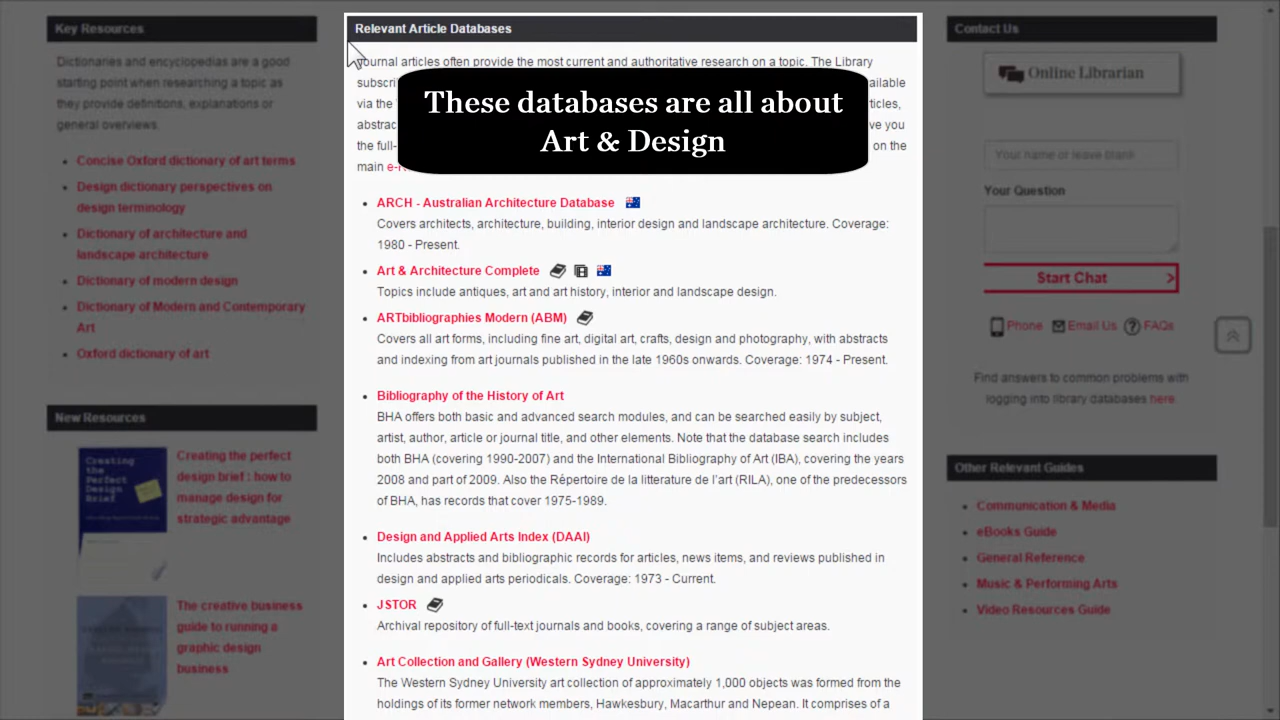 Key Resources
Dictionaries and encyclopedias are a good
starting point when researching a topic as
they provide definitions, explanations or
general overviews.
Concise Oxford dictionary of art terms
Design dictionary perspectives on
design terminology
Dictionary of architecture and
landscape architecture
Dictionary of modern design
Dictionary of Modern and Contemporary
Art
Oxford dictionary of art
New Resources
Creating
the
Perfect
Design
Brief
Creating the perfect
design brief : how to
manage design for
strategic advantage
The creative business
guide to running a
graphic design
business
Relevant Article Databases
Journal articles often provide the most current and authoritative research on a topic. The Library
These databases are all about
Art & Design
via the
the full-
on the
main
ARCH - Australian Architecture Database
Covers architects, architecture, building, interior design and landscape architecture. Coverage:
1980 - Present.
Art & Architecture Complete
Topics include antiques, art and art history, interior and landscape design.
ARTbibliographies Modern (ABM)
Covers all art forms, including fine art, digital art, crafts, design and photography, with abstracts
and indexing from art journals published in the late 1960s onwards. Coverage: 1974 - Present.
Bibliography of the History of Art
BHA offers both basic and advanced search modules, and can be searched easily by subject,
artist, author, article or journal title, and other elements. Note that the database search includes
both BHA (covering 1990-2007) and the International Bibliography of Art (IBA), covering the years
2008 and part of 2009. Also the Répertoire de la litterature de l'art (RILA), one of the predecessors
of BHA, has records that cover 1975-1989.
Design and Applied Arts Index (DAAI)
Includes abstracts and bibliographic records for articles, news items, and reviews published in
design and applied arts periodicals. Coverage: 1973 - Current.
JSTOR
Archival repository of full-text journals and books, covering a range of subject areas.
Art Collection and Gallery (Western Sydney University)
The Western Sydney University art collection of approximately 1,000 objects was formed from the
holdings of its former network members, Hawkesbury, Macarthur and Nepean. It comprises of a
Contact Us
Online Librarian
Your name or leave blank
Your Question
Start Chat
Phone Email Us FAQs
Find answers to common problems with
logging into library databases here
Other Relevant Guides
Communication & Media
eBooks Guide
General Reference
Music & Performing Arts
Video Resources Guide